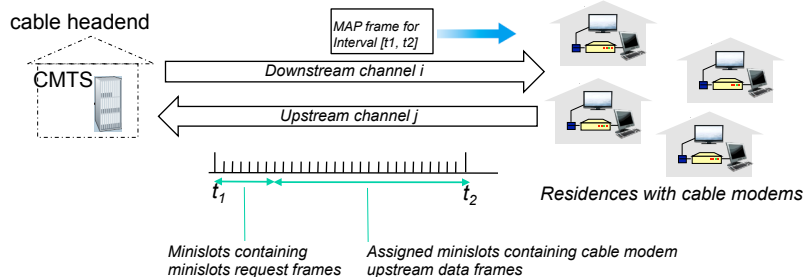 cable headend
CMTS
MAP frame for
Interval [t1, t2]
Downstream channel i
Upstream channel j
t1
t2
Residences with cable modems
Minislots containing
minislots request frames
Assigned minislots containing cable modem
upstream data frames